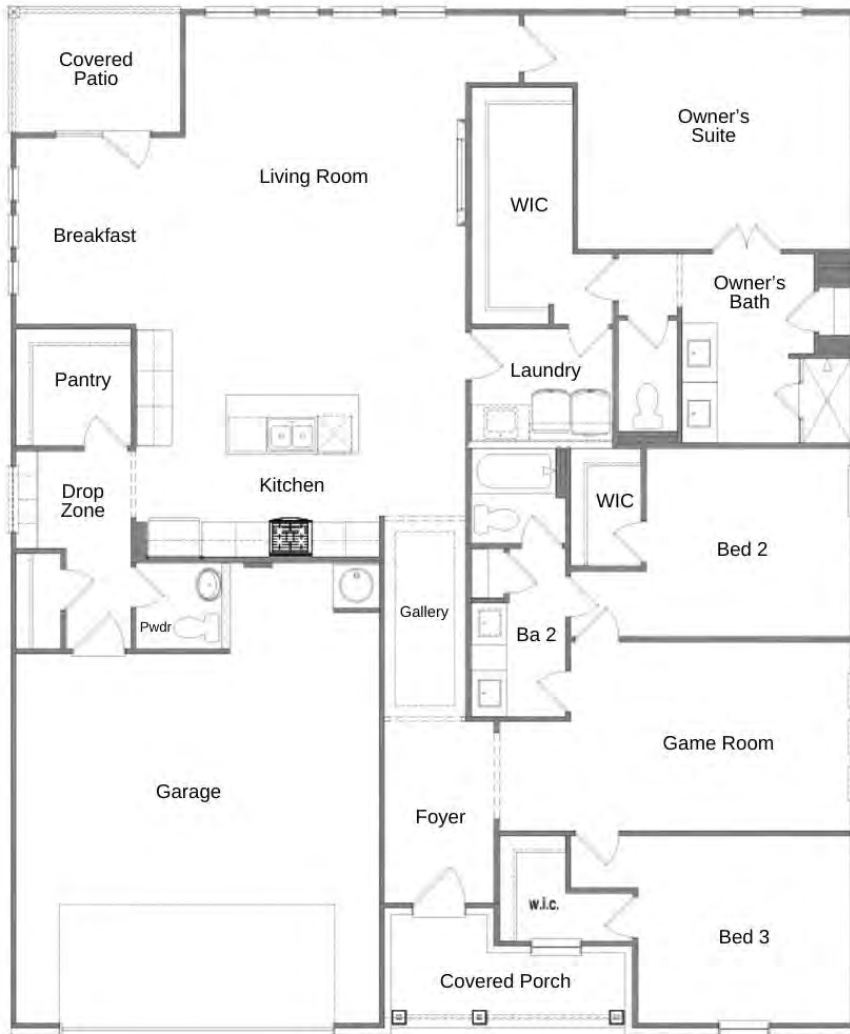 Covered
Patio
Owner's
Suite
Living Room
WIC
Breakfast
Owner's
Bath
Laundry
Pantry
Kitchen
Drop
Zone
WIC
Bed 2
Gallery
Pwdr
Ba 2
Game Room
Garage
Foyer
w.i.c.
Bed 3
Covered Porch